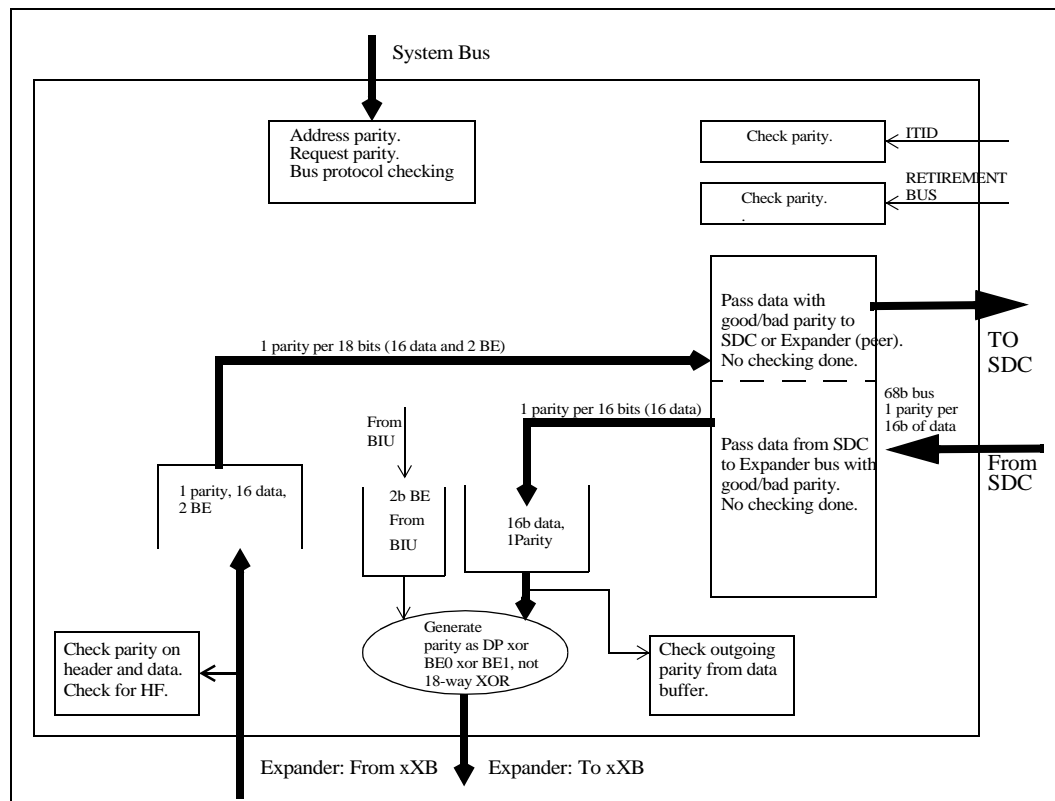 System Bus
Address parity.
Request parity.
Bus protocol checking
Check parity.
ITID
Check parity.
.
RETIREMENT
BUS
Pass data with
good/bad parity to
SDC or Expander (peer).
No checking done.
TO
SDC
1 parity per 18 bits (16 data and 2 BE)
68b bus
1 parity per
16b of data
1 parity per 16 bits (16 data)
From
BIU
Pass data from SDC
to Expander bus with
good/bad parity.
No checking done.
From
SDC
1 parity, 16 data,
2 BE
2b BE
From
BIU
16b data,
1Parity
Generate
parity as DP xor
BE0 xor BE1, not
18-way XOR
Check parity on
header and data.
Check for HF.
Check outgoing
parity from data
buffer.
Expander: From xXB
Expander: To xXB